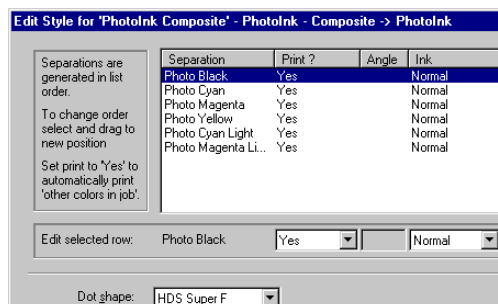 Edit Style for 'PhotoInk Composite' - PhotoInk - Composite -> PhotoInk
Separations are
generated in list
order.
To change order
select and drag to
new position
Set print to 'Yes' to
automatically print
'other colors in job'.
Separation Print ? Angle Ink
Photo Black Yes Normal
Photo Cyan Yes Normal
Photo Magenta Yes Normal
Photo Yellow Yes Normal
Photo Cyan Light Yes Normal
Photo Magenta Li... Yes Normal
Edit selected row: Photo Black Yes Normal
Dot shape: HDS Super F